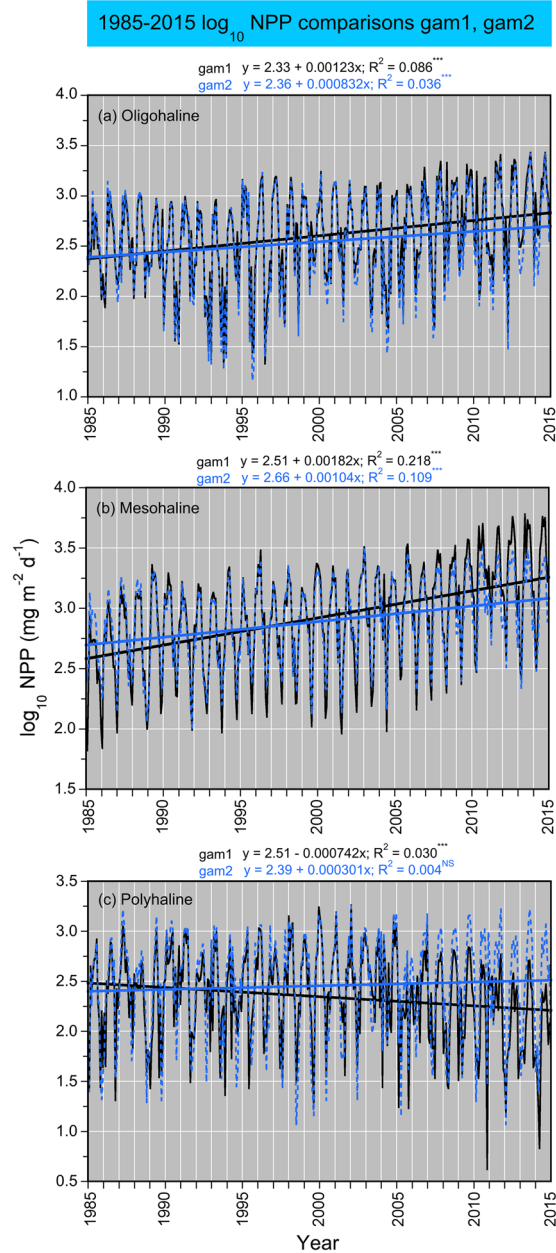 1985-2015 log10 NPP comparisons gam1, gam2
gam1 y = 2.33 + 0.00123x; R2 = 0.086***
gam2 y = 2.36 + 0.000832x; R2 = 0.036***
(a) Oligohaline
4.0
3.5
3.0
2.5
2.0
1.5
1.0
1985 1990 1995 2000 2005 2010 2015
gam1 y = 2.51 + 0.00182x; R2 = 0.218***
gam2 y = 2.66 + 0.00104x; R2 = 0.109***
(b) Mesohaline
log10 NPP (mg m-2 d-1)
4.0
3.5
3.0
2.5
2.0
1.5
1985 1990 1995 2000 2005 2010 2015
gam1 y = 2.51 - 0.000742x; R2 = 0.030***
gam2 y = 2.39 + 0.000301x; R2 = 0.004NS
(c) Polyhaline
3.5
3.0
2.5
2.0
1.5
1.0
0.5
1985 1990 1995 2000 2005 2010 2015
Year